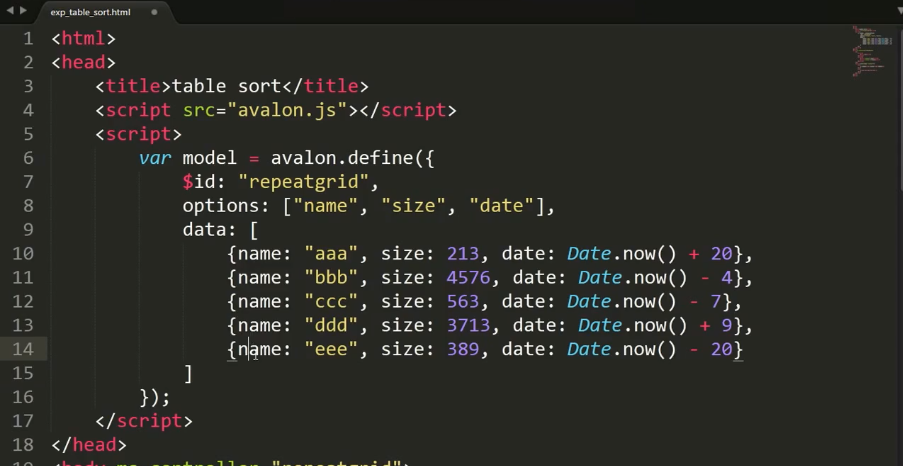 exp_table_sort.html
1 <html>
2 <head>
3 <title>table sort</title>
4 <script src="avalon.js"></script>
5 <script>
6 var model = avalon.define({
7 $id: "repeatgrid",
8 options: ["name", "size", "date"],
9 data: [
10 {name: "aaa", size: 213, date: Date.now() + 20},
11 {name: "bbb", size: 4576, date: Date.now() - 4},
12 {name: "ccc", size: 563, date: Date.now() - 7},
13 {name: "ddd", size: 3713, date: Date.now() + 9},
14 {name: "eee", size: 389, date: Date.now() - 20}
15 ]
16 });
17 </script>
18 </head>
<body ms-controller="repeatgrid">